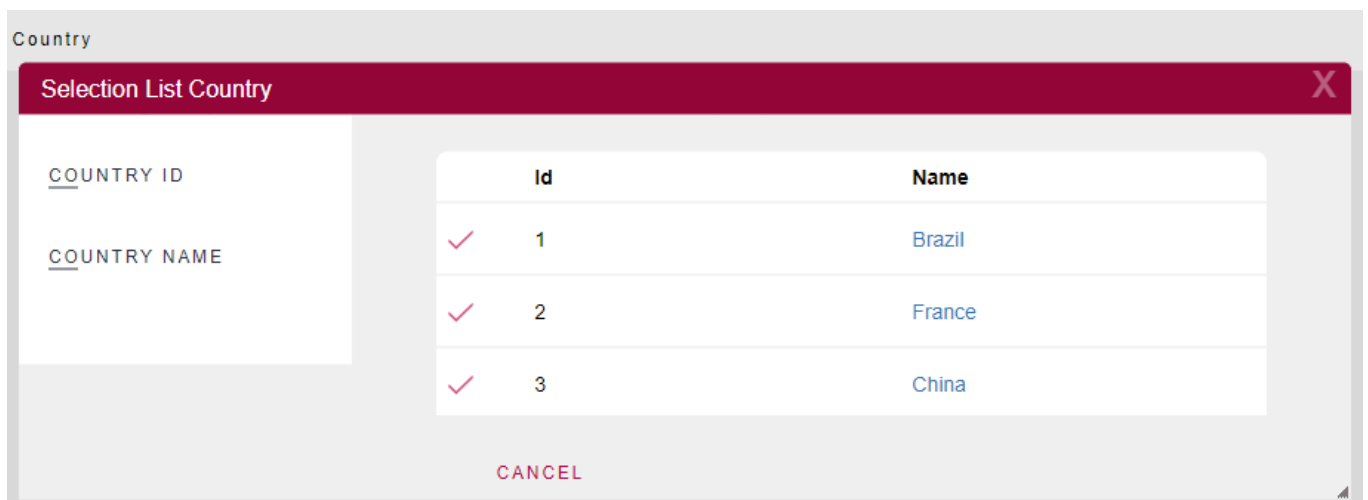 Country
Selection List Country X
COUNTRY ID
COUNTRY NAME
Id Name
1 Brazil
2 France
3 China
CANCEL